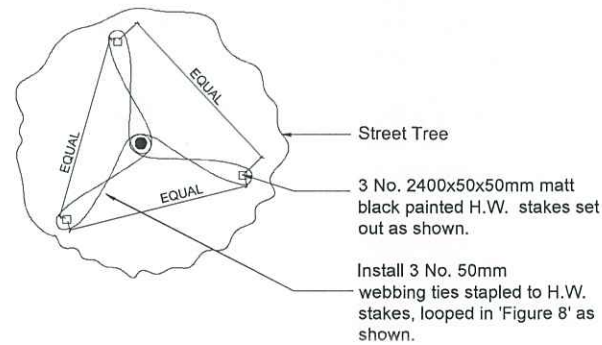 EQUAL
EQUAL
EQUAL
Street Tree
3 No. 2400x50x50mm matt
black painted H.W. stakes set
out as shown.
Install 3 No. 50mm
webbing ties stapled to H.W.
stakes, looped in 'Figure 8' as
shown.